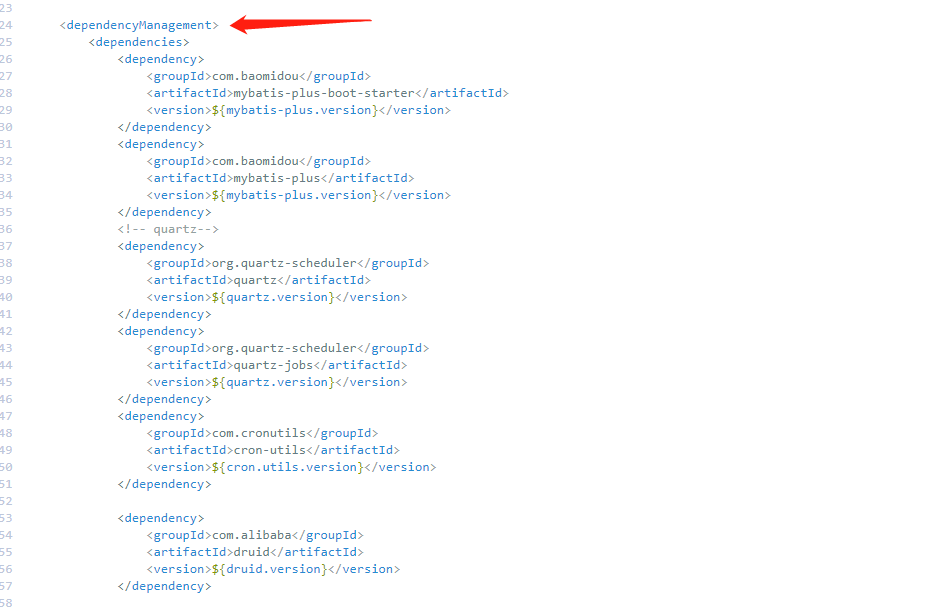 23
24 <dependencyManagement>
25 <dependencies>
26 <dependency>
27 <groupId>com.baomidou</groupId>
28 <artifactId>mybatis-plus-boot-starter</artifactId>
29 <version>${mybatis-plus.version}</version>
30 </dependency>
31 <dependency>
32 <groupId>com.baomidou</groupId>
33 <artifactId>mybatis-plus</artifactId>
34 <version>${mybatis-plus.version}</version>
35 </dependency>
36 <!-- quartz-->
37 <dependency>
38 <groupId>org.quartz-scheduler</groupId>
39 <artifactId>quartz</artifactId>
40 <version>${quartz.version}</version>
41 </dependency>
42 <dependency>
43 <groupId>org.quartz-scheduler</groupId>
44 <artifactId>quartz-jobs</artifactId>
45 <version>${quartz.version}</version>
46 </dependency>
47 <dependency>
48 <groupId>com.cronutils</groupId>
49 <artifactId>cron-utils</artifactId>
50 <version>${cron.utils.version}</version>
51 </dependency>
52
53 <dependency>
54 <groupId>com.alibaba</groupId>
55 <artifactId>druid</artifactId>
56 <version>${druid.version}</version>
57 </dependency>
58